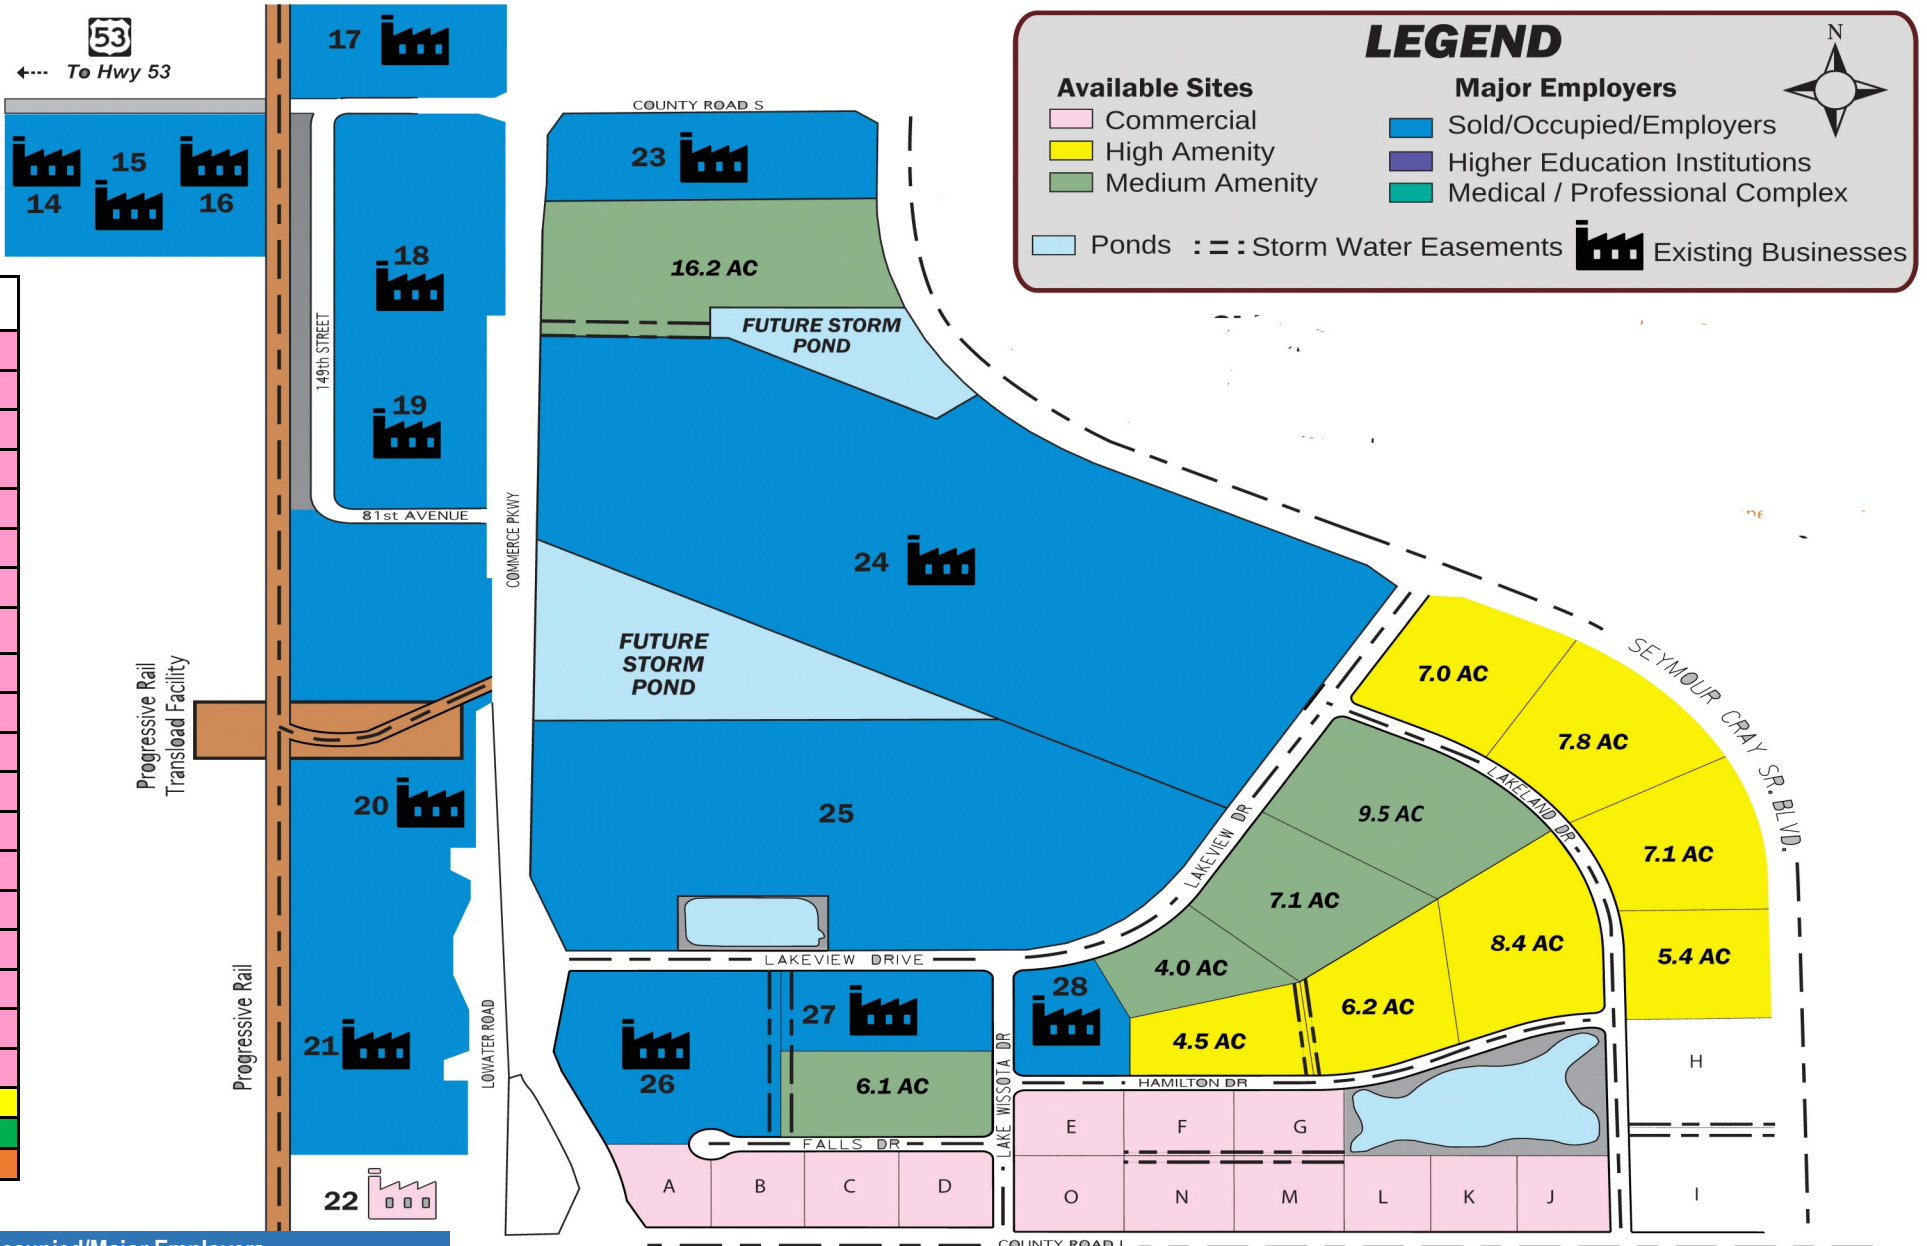 53
To Hwy 53
17
LEGEND
N
Available Sites
Commercial
High Amenity
Medium Amenity
Major Employers
Sold/Occupied/Employers
Higher Education Institutions
Medical / Professional Complex
Ponds
Storm Water Easements
Existing Businesses
COUNTY ROAD S
14
15
16
18
19
149th STREET
81st AVENUE
COMMERCE PKWY
23
16.2 AC
FUTURE STORM
POND
24
FUTURE
STORM
POND
25
Progressive Rail
Transload Facility
20
21
22
Progressive Rail
LOWATER ROAD
SEYMOUR CRAY SR. BLVD.
7.0 AC
7.8 AC
7.1 AC
5.4 AC
LAKELAND DR
LAKEVIEW DR
9.5 AC
7.1 AC
4.0 AC
8.4 AC
6.2 AC
4.5 AC
LAKEVIEW DRIVE
26
27
28
6.1 AC
LAKE WISSOTA DR
HAMILTON DR
FALLS DR
A
B
C
D
E
F
G
H
I
O
N
M
L
K
J
COUNTY ROAD